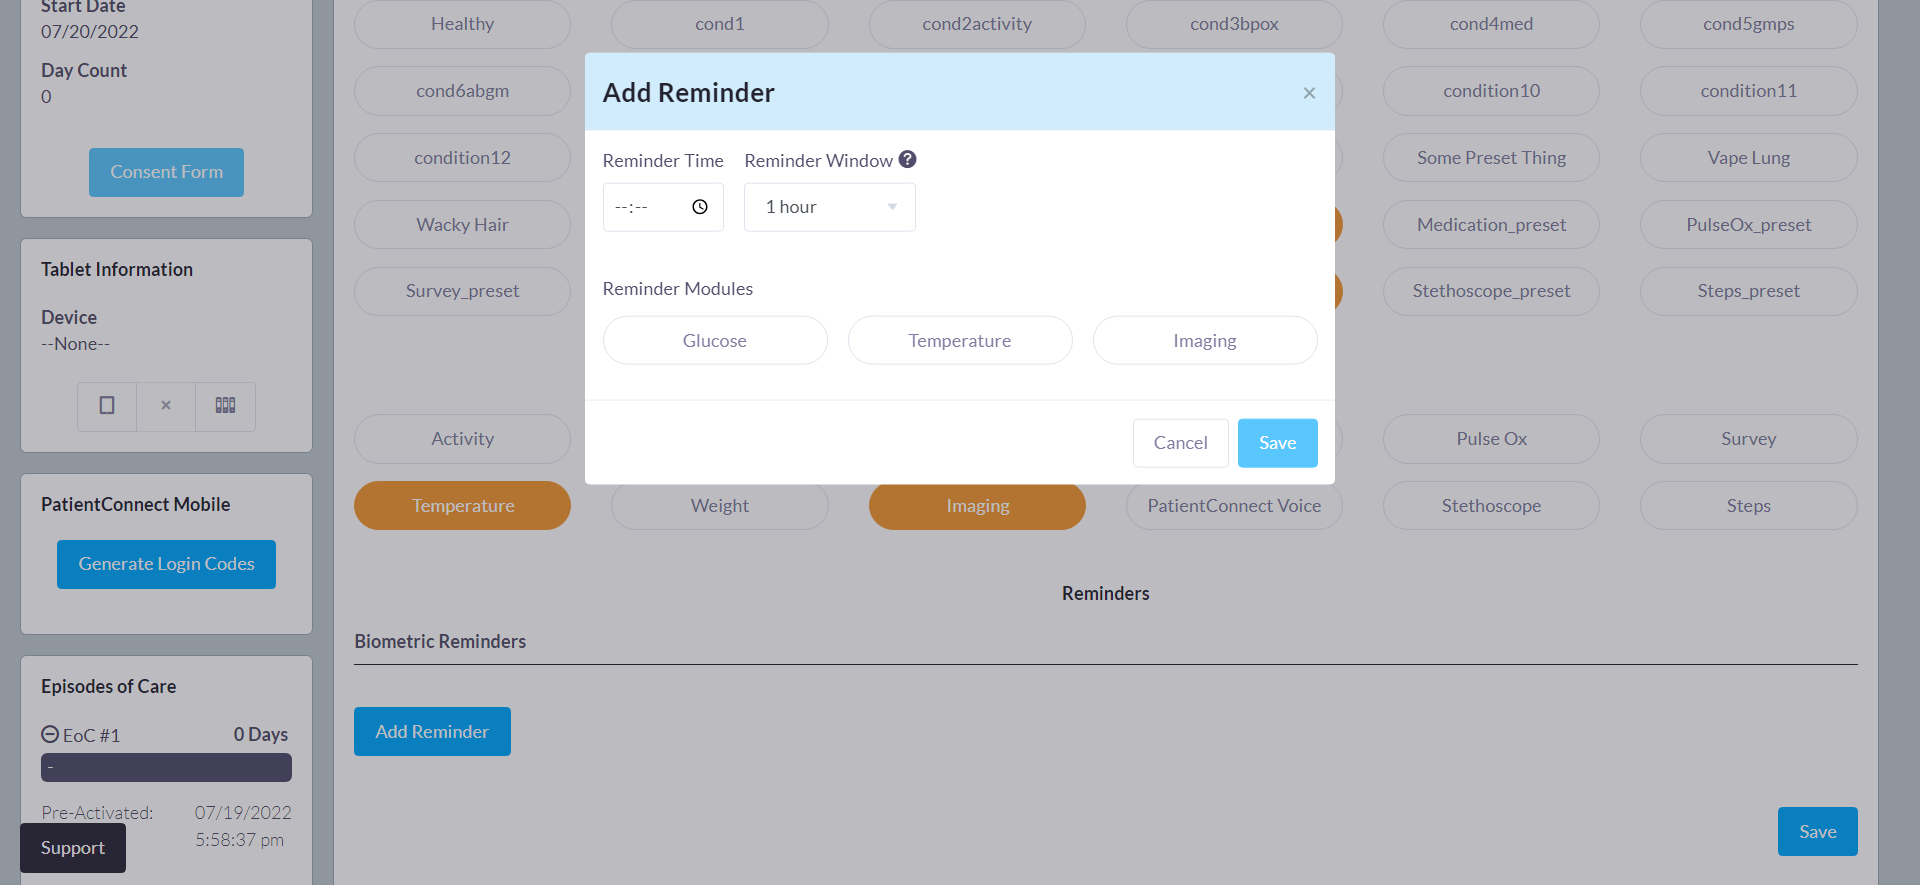 Start Date
07/20/2022
Day Count
0
Consent Form
Tablet Information
Device
--None--
PatientConnect Mobile
Generate Login Codes
Episodes of Care
EoC #1 0 Days
-
Pre-Activated: 07/19/2022
5:58:37 pm
Support
Healthy cond1 cond2activity cond3bpox cond4med cond5gmps
cond6abgm condition10 condition11
condition12 Some Preset Thing Vape Lung
Wacky Hair Medication_preset PulseOx_preset
Survey_preset Stethoscope_preset Steps_preset
Add Reminder ×
Reminder Time Reminder Window ?
--:-- 1 hour
Reminder Modules
Glucose Temperature Imaging
Cancel Save
Activity Pulse Ox Survey
Temperature Weight Imaging PatientConnect Voice Stethoscope Steps
Reminders
Biometric Reminders
Add Reminder
Save